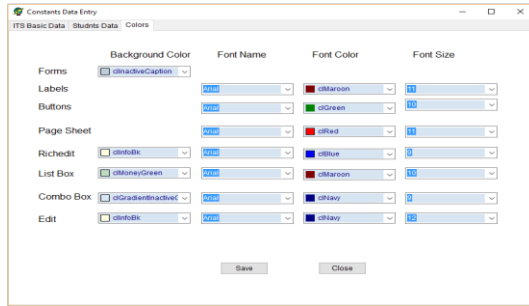 Constants Data Entry
ITS Basic Data Studnts Data Colors
Background Color Font Name Font Color Font Size
Forms clInactiveCaption
Labels Arial clMaroon 11
Buttons Arial clGreen 10
Page Sheet Arial clRed 11
Richedit clInfoBk Arial clBlue 9
List Box clMoneyGreen Arial clMaroon 10
Combo Box clGradientInactiveC Arial clNavy 9
Edit clInfoBk Arial clNavy 12
Save Close